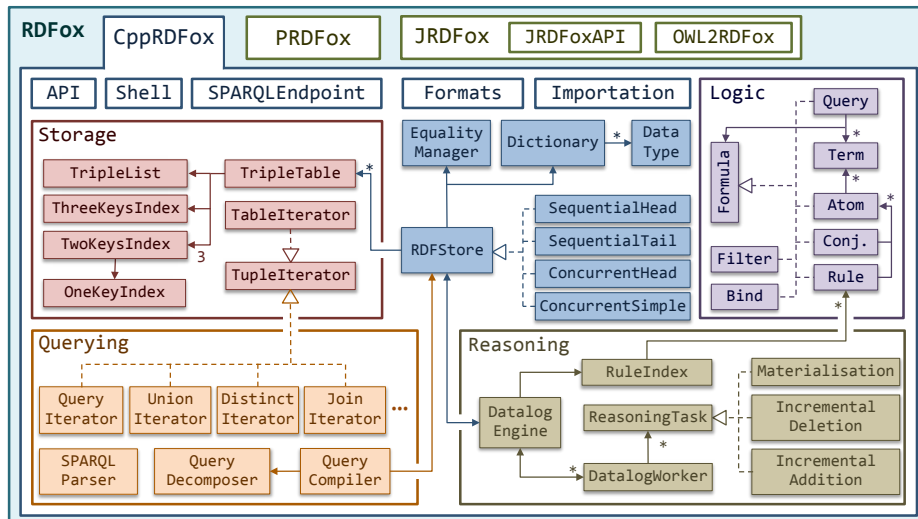 RDFox
CppRDFox
PRDFox
JRDFox
JRDFoxAPI
OWL2RDFox
API
Shell
SPARQLEndpoint
Formats
Importation
Storage
TripleList
TripleTable
*
ThreeKeysIndex
TableIterator
TwoKeysIndex
3
TupleIterator
OneKeyIndex
Equality
Manager
Dictionary
*
Data
Type
RDFStore
SequentialHead
SequentialTail
ConcurrentHead
ConcurrentSimple
Logic
Query
*
Formula
Term
*
Atom
*
Conj.
Filter
Rule
Bind
*
Querying
Query
Iterator
Union
Iterator
Distinct
Iterator
Join
Iterator
...
SPARQL
Parser
Query
Decomposer
Query
Compiler
Reasoning
RuleIndex
Materialisation
Datalog
Engine
ReasoningTask
Incremental
Deletion
*
*
DatalogWorker
Incremental
Addition